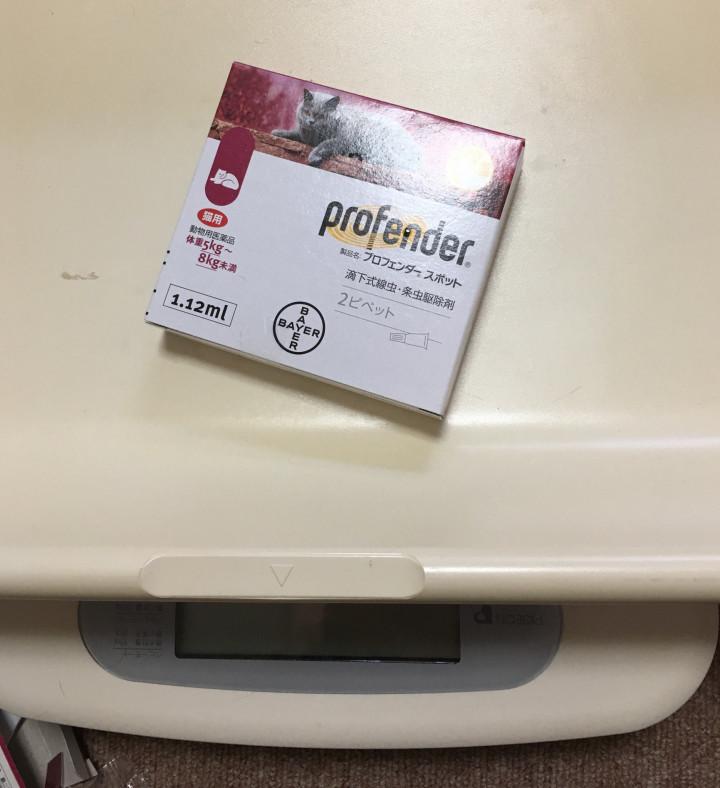 profender®
製品名: プロフェンダー® スポット
滴下式線虫・条虫駆除剤
2ピペット
猫用
動物用医薬品
体重5kg~
8kg未満
1.12ml
BAYER
BAYER
Pigeon